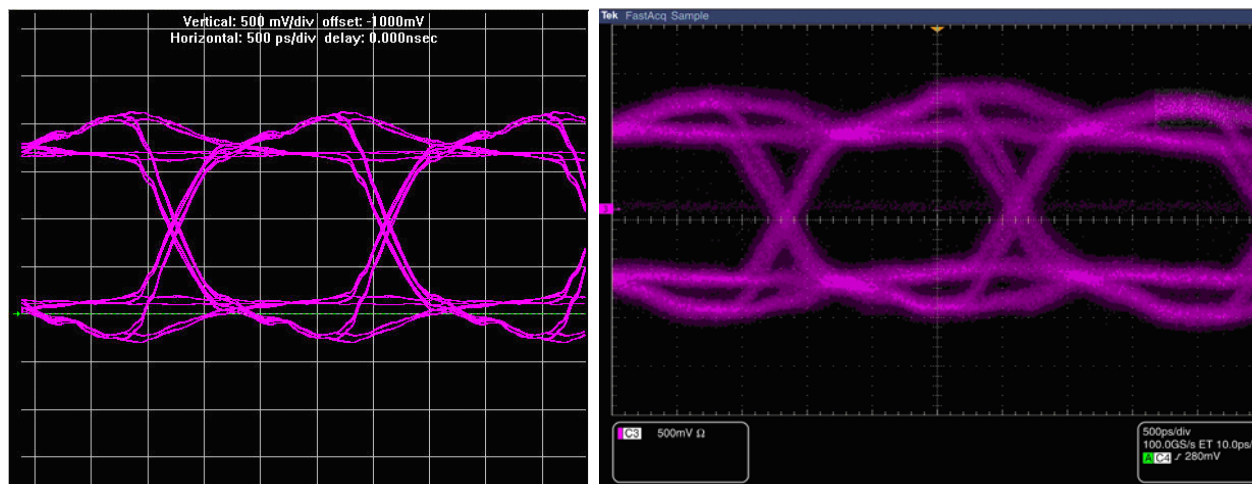 Vertical: 500 mV/div offset: -1000mV
Horizontal: 500 ps/div delay: 0.000nsec
Tek FastAcq Sample
3
C3 500mV Ω
500ps/div
100.0GS/s ET 10.0ps/
A C4 ƒ 280mV